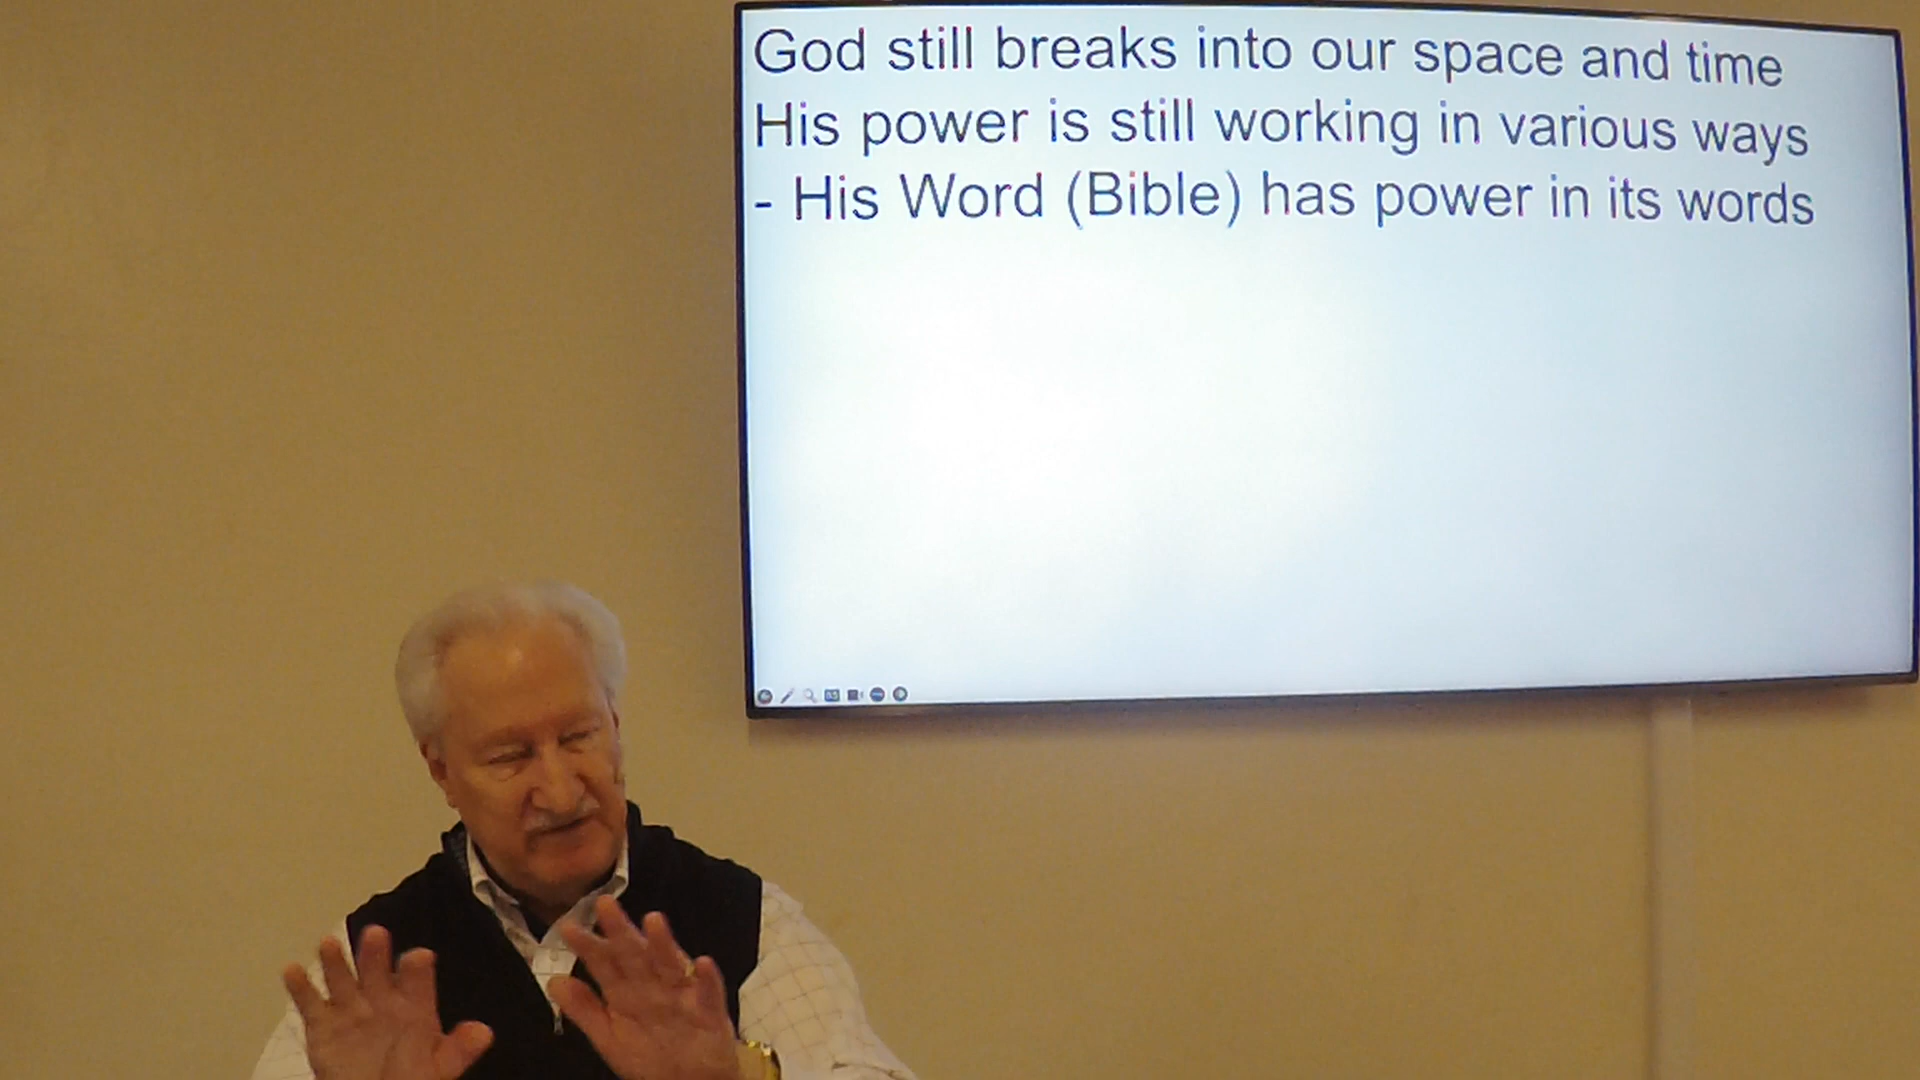 God still breaks into our space and time
His power is still working in various ways
- His Word (Bible) has power in its words